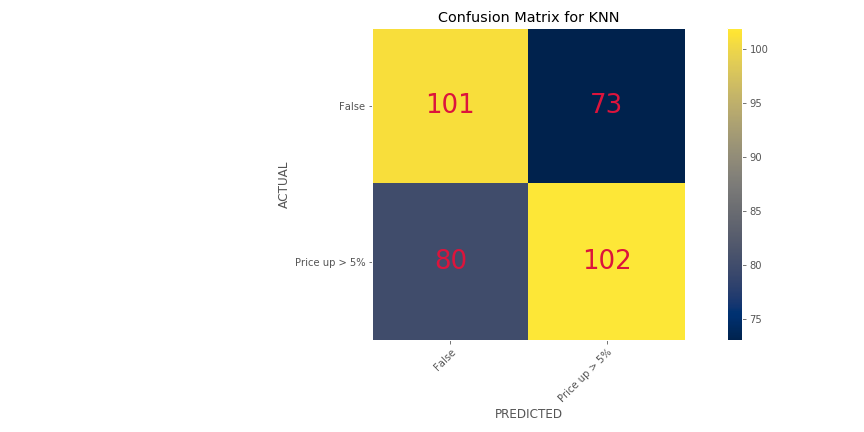 Confusion Matrix for KNN
101
73
80
102
False
Price up > 5%
ACTUAL
False
Price up > 5%
PREDICTED
100
95
90
85
80
75